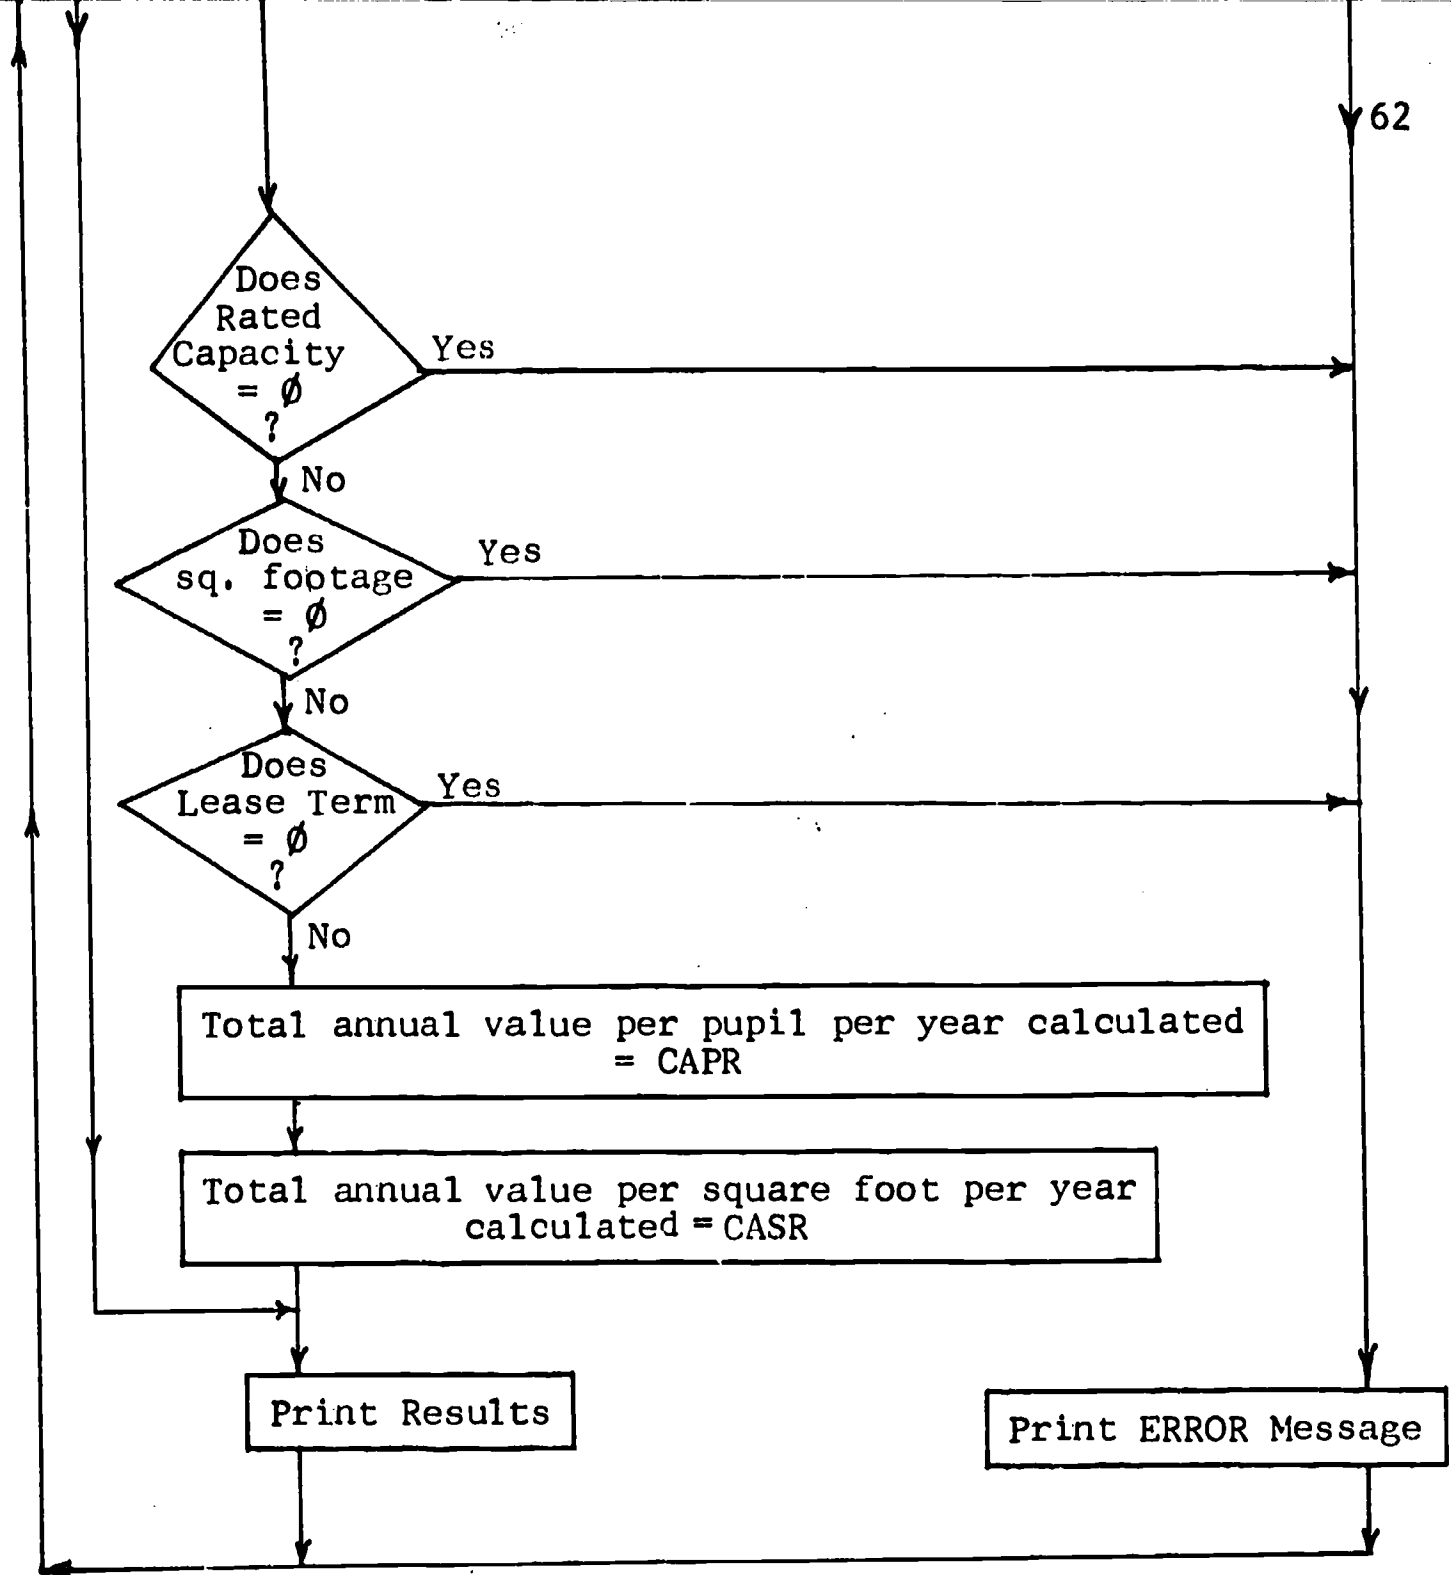 62
Does
Rated
Capacity
= Ø
?
Yes
No
Does
sq. footage
= Ø
?
Yes
No
Does
Lease Term
= Ø
?
Yes
No
Total annual value per pupil per year calculated
= CAPR
Total annual value per square foot per year
calculated = CASR
Print Results
Print ERROR Message